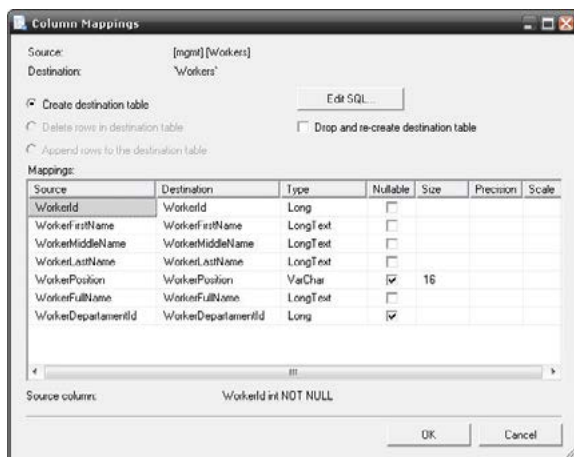 Column Mappings
Source: [mgmt].[Workers]
Destination: `Workers`
Create destination table Edit SQL...
Delete rows in destination table Drop and re-create destination table
Append rows to the destination table
Mappings:
Source Destination Type Nullable Size Precision Scale
WorkerId WorkerId Long
WorkerFirstName WorkerFirstName LongText
WorkerMiddleName WorkerMiddleName LongText
WorkerLastName WorkerLastName LongText
WorkerPosition WorkerPosition VarChar 16
WorkerFullName WorkerFullName LongText
WorkerDepartamentId WorkerDepartamentId Long
Source column: WorkerId int NOT NULL
OK Cancel